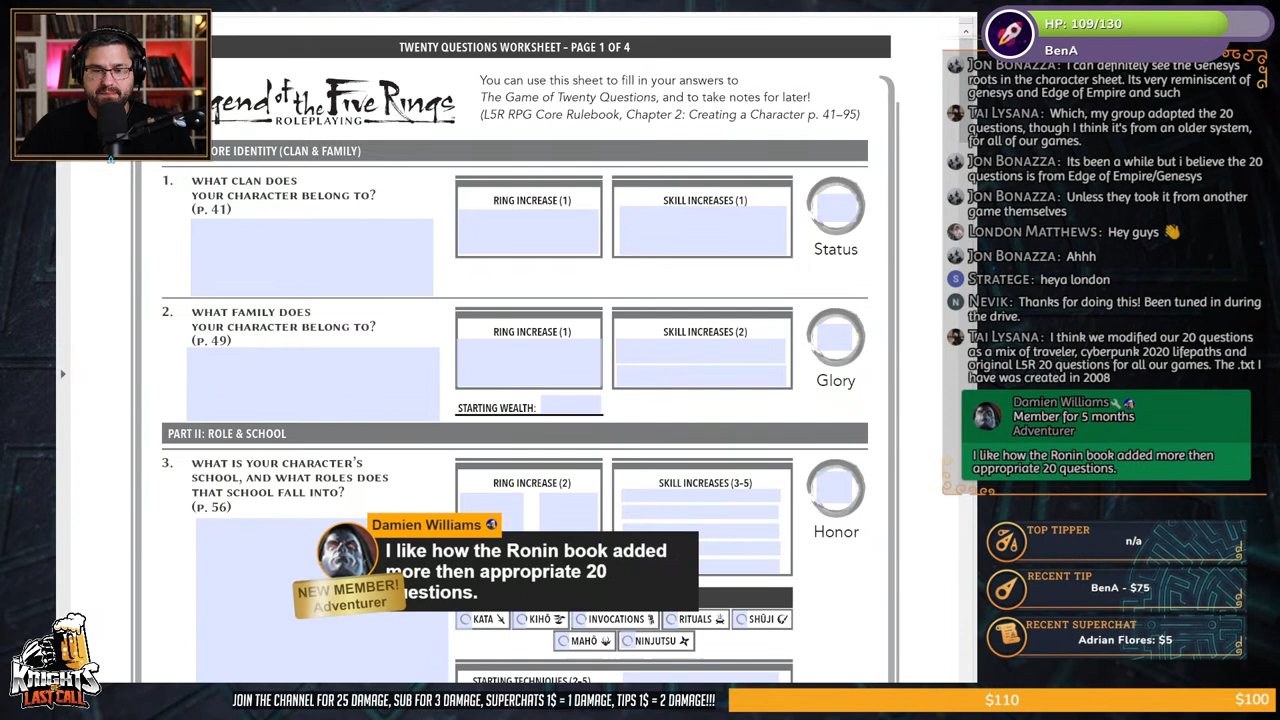 TWENTY QUESTIONS WORKSHEET – PAGE 1 OF 4
gend of the Five Rings
ROLEPLAYING
You can use this sheet to fill in your answers to
The Game of Twenty Questions, and to take notes for later!
(L5R RPG Core Rulebook, Chapter 2: Creating a Character p. 41–95)
ORE IDENTITY (CLAN & FAMILY)
1. WHAT CLAN DOES
YOUR CHARACTER BELONG TO?
(P. 41)
RING INCREASE (1)
SKILL INCREASES (1)
Status
2. WHAT FAMILY DOES
YOUR CHARACTER BELONG TO?
(P. 49)
RING INCREASE (1)
SKILL INCREASES (2)
Glory
STARTING WEALTH:
PART II: ROLE & SCHOOL
3. WHAT IS YOUR CHARACTER'S
SCHOOL, AND WHAT ROLES DOES
THAT SCHOOL FALL INTO?
(P. 56)
RING INCREASE (2)
SKILL INCREASES (3–5)
Honor
Damien Williams
I like how the Ronin book added
more then appropriate 20
uestions.
NEW MEMBER!
Adventurer
KATA
KIHŌ
INVOCATIONS
RITUALS
SHŪJI
MAHŌ
NINJUTSU
STARTING TECHNIQUES (2–5)
HP: 109/130
BenA
JON BONAZZA: I can definitely see the Genesys
roots in the character sheet. Its very reminiscent of
genesys and Edge of Empire and such
TAI LYSANA: Which, my group adapted the 20
questions, though I think it's from an older system,
for all of our games.
JON BONAZZA: Its been a while but i believe the 20
questions is from Edge of Empire/Genesys
JON BONAZZA: Unless they took it from another
game themselves
LONDON MATTHEWS: Hey guys 👋
JON BONAZZA: Ahhh
S STRATEGE: heya london
N NEVIK: Thanks for doing this! Been tuned in during
the drive.
TAI LYSANA: I think we modified our 20 questions
as a mix of traveler, cyberpunk 2020 lifepaths and
original L5R 20 questions for all our games. The .txt I
have was created in 2008
Damien Williams
Member for 5 months
Adventurer
I like how the Ronin book added more then
appropriate 20 questions.
TOP TIPPER
n/a
RECENT TIP
BenA - $75
RECENT SUPERCHAT
Adrian Flores: $5
KNIGHTS
OF
LAST CALL
JOIN THE CHANNEL FOR 25 DAMAGE, SUB FOR 3 DAMAGE, SUPERCHATS 1$ = 1 DAMAGE, TIPS 1$ = 2 DAMAGE!!!
$110
$100